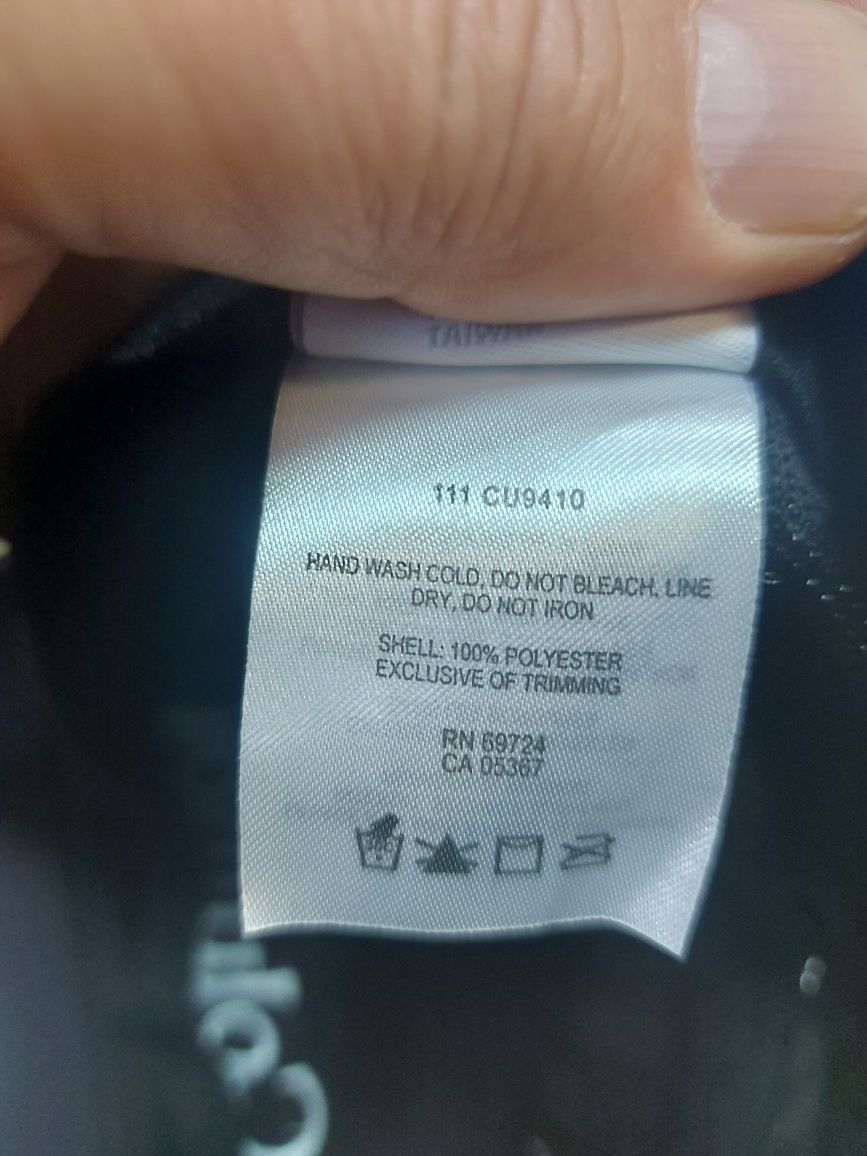 TAIWAN
111 CU9410
HAND WASH COLD, DO NOT BLEACH, LINE
DRY, DO NOT IRON
SHELL: 100% POLYESTER
EXCLUSIVE OF TRIMMING
RN 69724
CA 05367